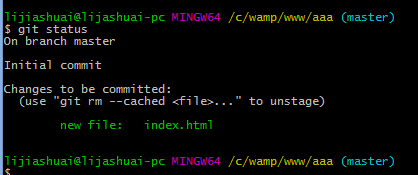 lijiashuai@lijashuai-pc MINGW64 /c/wamp/www/aaa (master)
$ git status
On branch master
Initial commit
Changes to be committed:
(use "git rm --cached <file>..." to unstage)
new file: index.html
lijiashuai@lijashuai-pc MINGW64 /c/wamp/www/aaa (master)
$